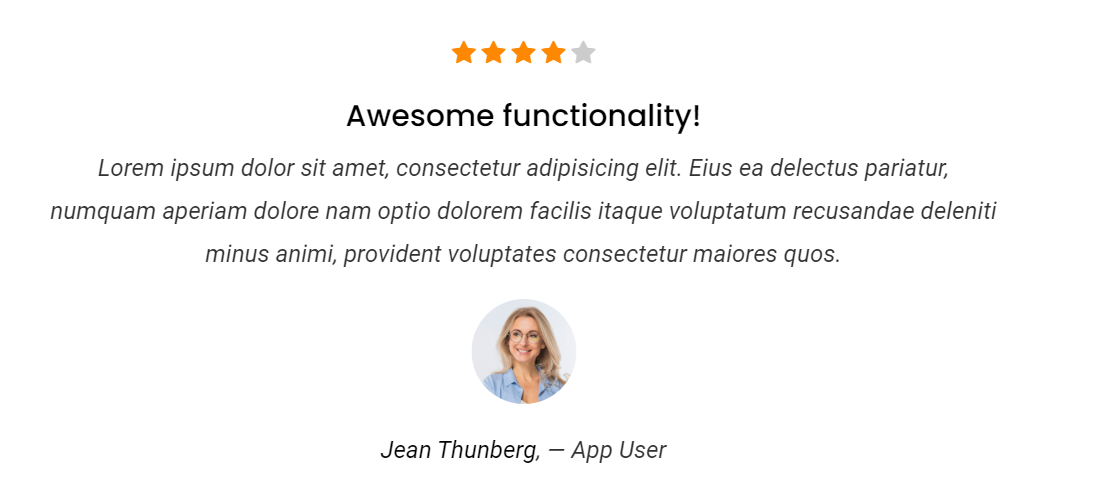 Awesome functionality!
Lorem ipsum dolor sit amet, consectetur adipisicing elit. Eius ea delectus pariatur,
numquam aperiam dolore nam optio dolorem facilis itaque voluptatum recusandae deleniti
minus animi, provident voluptates consectetur maiores quos.
Jean Thunberg, — App User